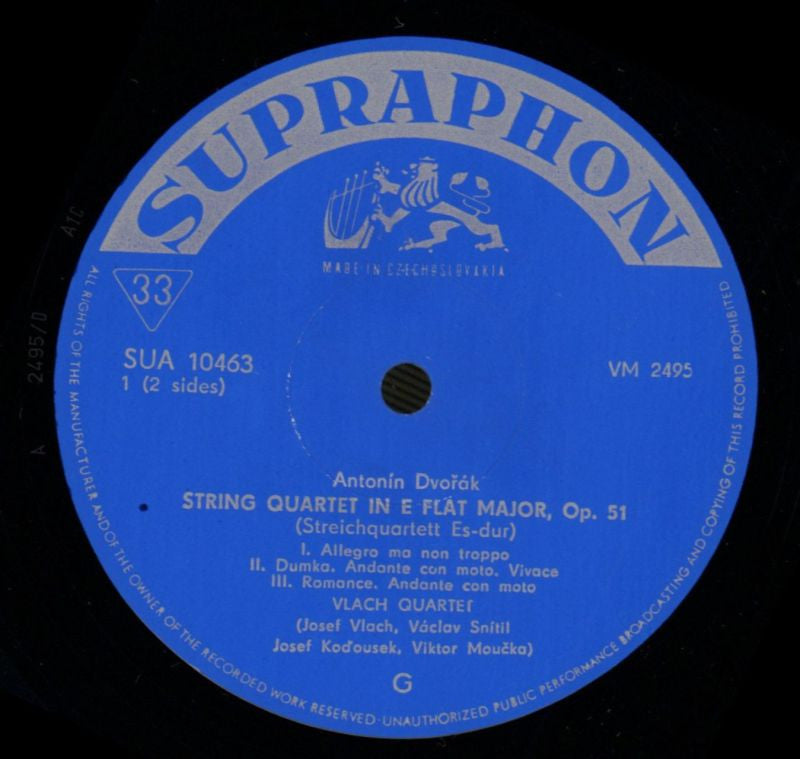 SUPRAPHON
MADE IN CZECHOSLOVAKIA
33
SUA 10463
1 (2 sides)
VM 2495
Antonín Dvořák
STRING QUARTET IN E FLAT MAJOR, Op. 51
(Streichquartett Es-dur)
I. Allegro ma non troppo
II. Dumka. Andante con moto. Vivace
III. Romance. Andante con moto
VLACH QUARTET
(Josef Vlach, Václav Snítil
Josef Koďousek, Viktor Moučka)
G
ALL RIGHTS OF THE MANUFACTURER AND OF THE OWNER OF THE RECORDED WORK RESERVED · UNAUTHORIZED PUBLIC PERFORMANCE BROADCASTING AND COPYING OF THIS RECORD PROHIBITED
A 2495/D